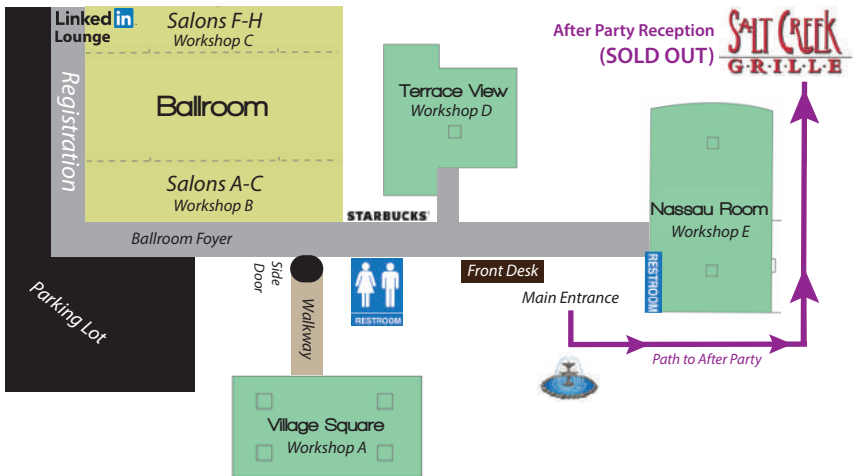 Linked in
Lounge
Salons F-H
Workshop C
After Party Reception
(SOLD OUT)
SALT CREEK
G·R·I·L·L·E
Registration
Ballroom
Terrace View
Workshop D
Salons A-C
Workshop B
STARBUCKS
Nassau Room
Workshop E
Ballroom Foyer
Side
Door
RESTROOM
Front Desk
RESTROOM
Main Entrance
Parking Lot
Walkway
Path to After Party
Village Square
Workshop A